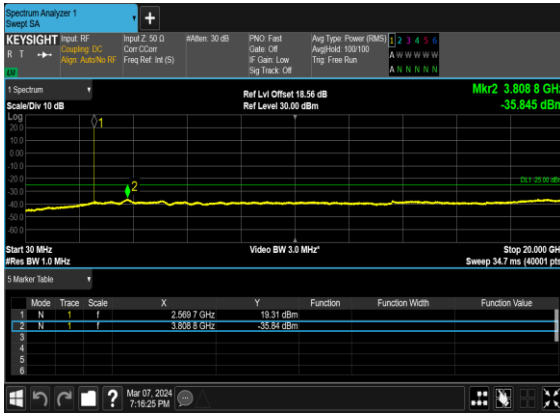 Spectrum Analyzer 1
Swept SA
+
KEYSIGHT Input: RF Input Z: 50 Ω #Atten: 30 dB PNO: Fast Avg Type: Power (RMS) 1 2 3 4 5 6
R T Coupling: DC Corr CCorr Gate: Off Avg|Hold: 100/100 A W W W W W
Align: Auto/No RF Freq Ref: Int (S) IF Gain: Low Trig: Free Run
Sig Track: Off A N N N N N
1 Spectrum Ref Lvl Offset 18.56 dB Mkr2 3.808 8 GHz
Scale/Div 10 dB Ref Level 30.00 dBm -35.845 dBm
Log
20.0
10.0
0.00
-10.0
-20.0
-30.0
-40.0
-50.0
-60.0
1
2
DL1 -25.00 dBm
Start 30 MHz Video BW 3.0 MHz* Stop 20.000 GHz
#Res BW 1.0 MHz Sweep 34.7 ms (40001 pts)
5 Marker Table
Mode Trace Scale X Y Function Function Width Function Value
1 N 1 f 2.569 7 GHz 19.31 dBm
2 N 1 f 3.808 8 GHz -35.84 dBm
3
4
5
6
? Mar 07, 2024
7:16:25 PM